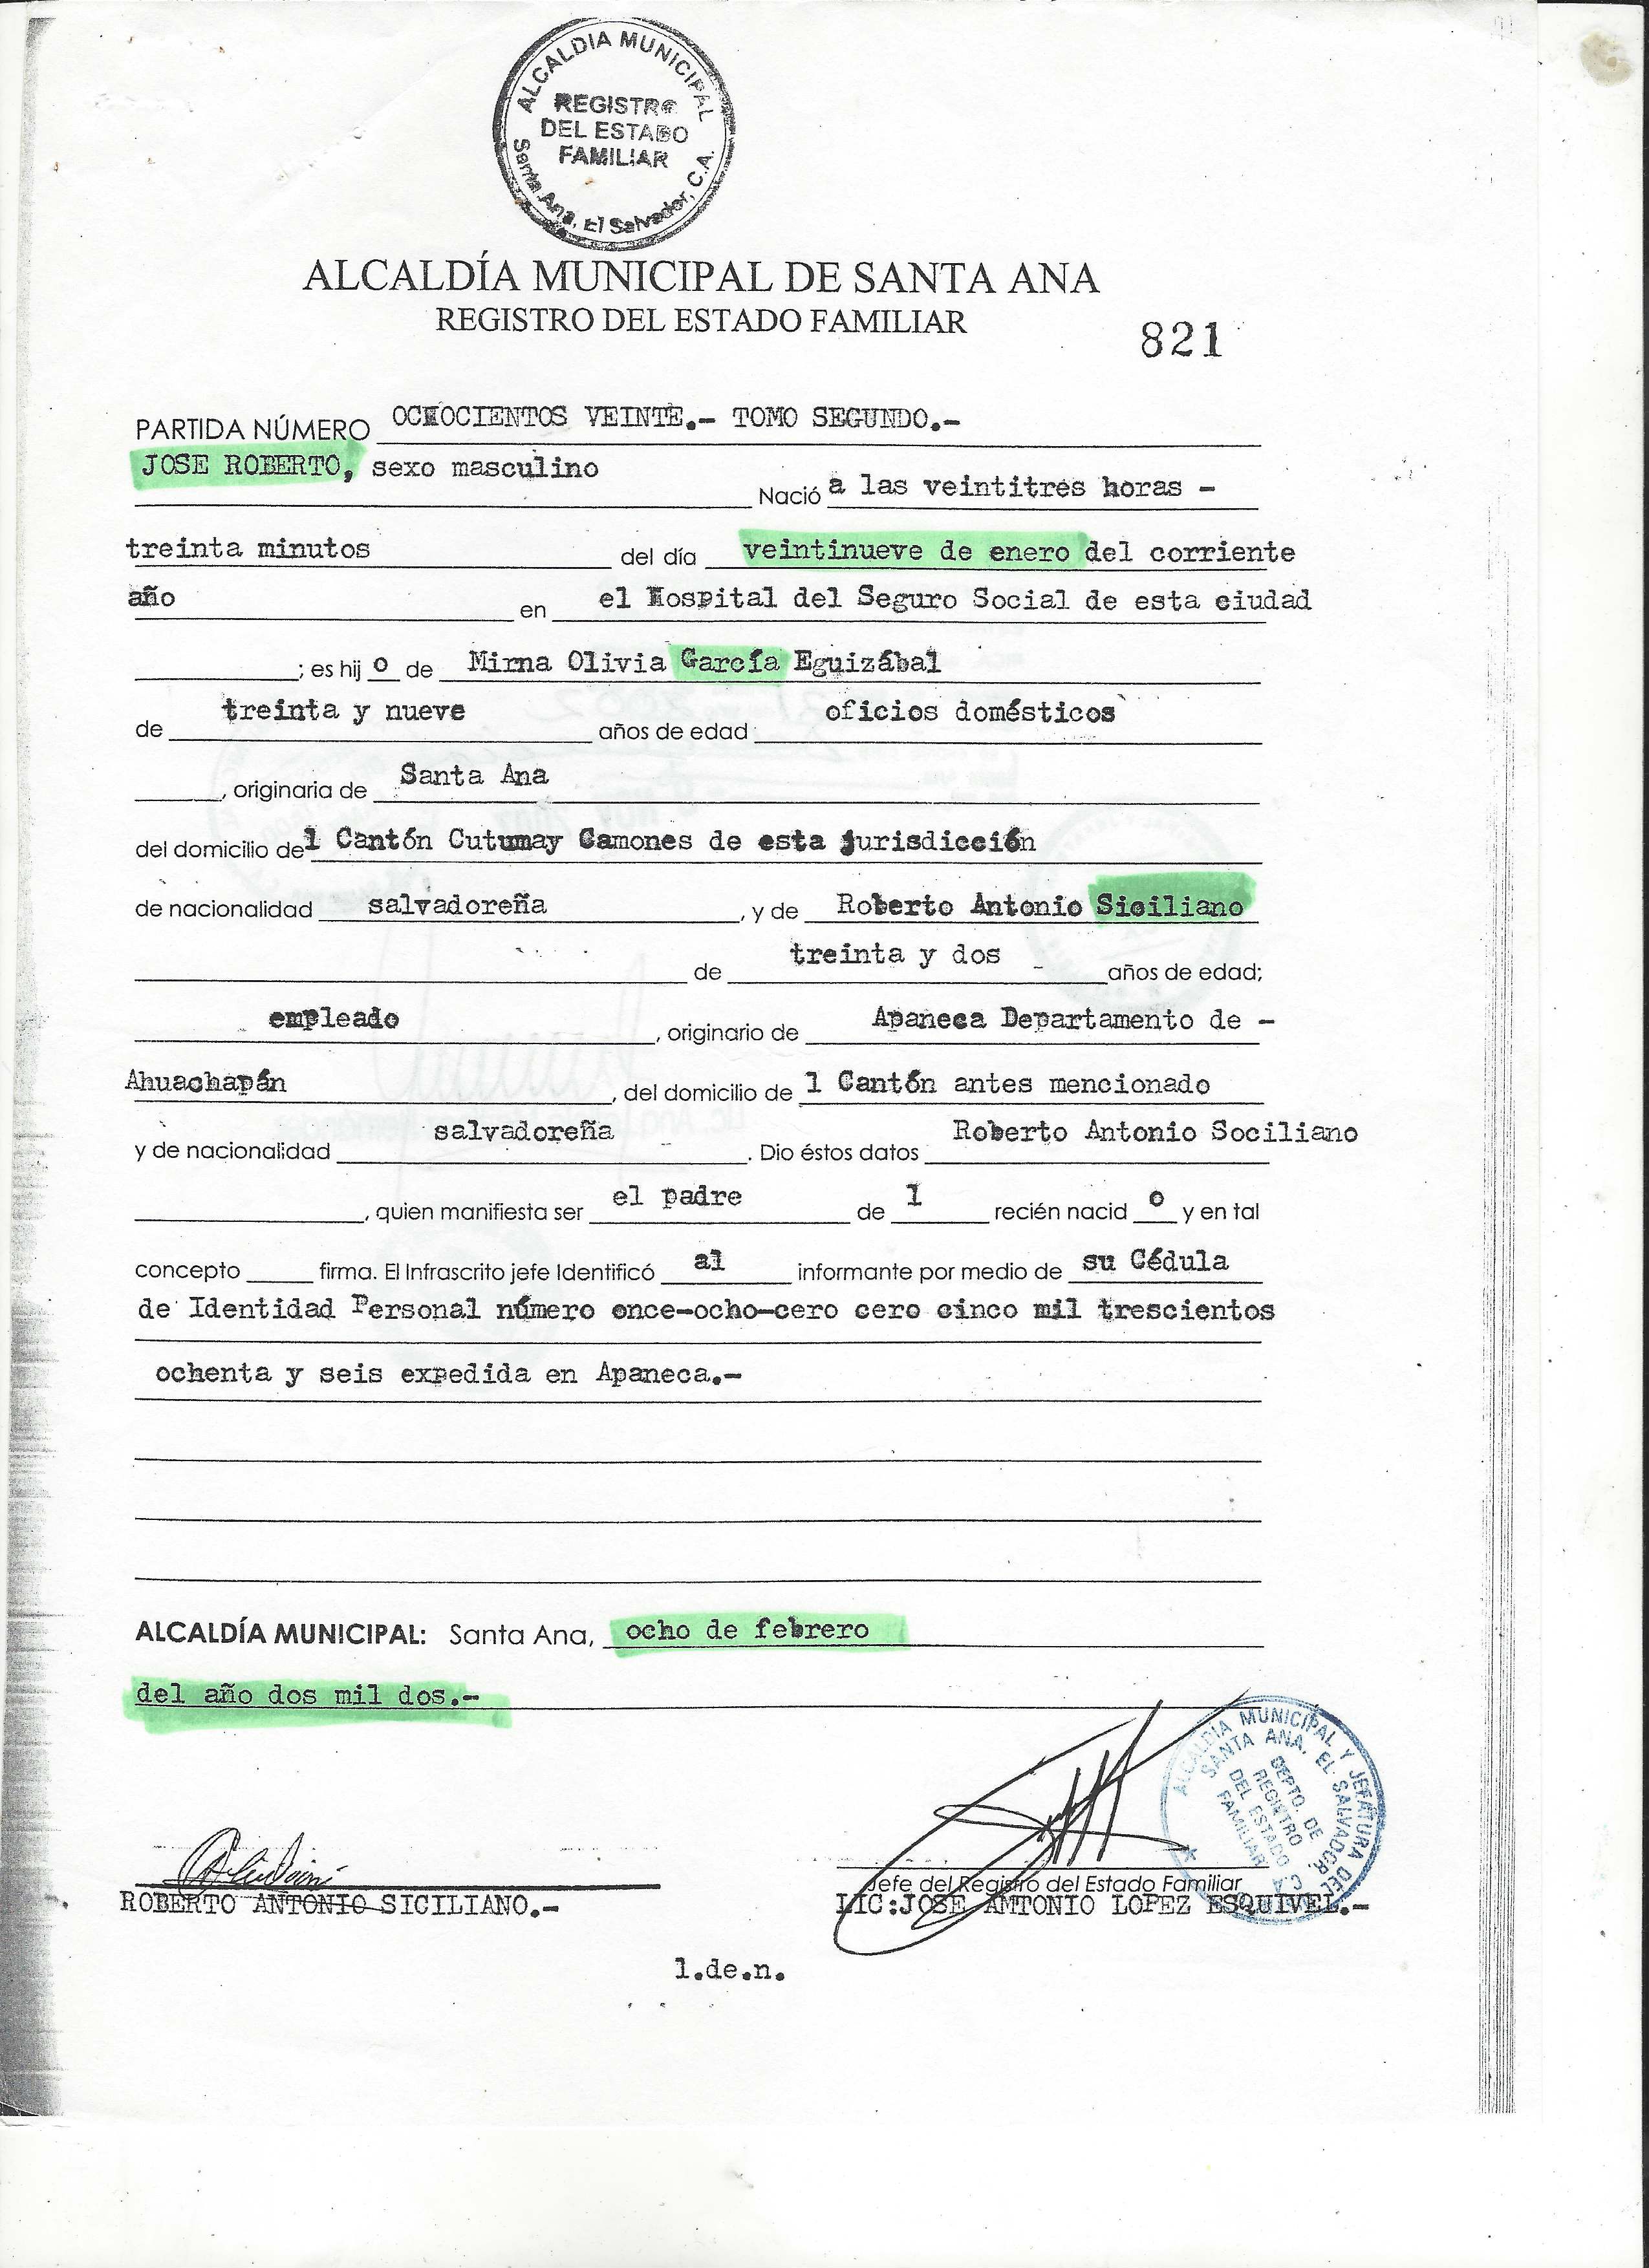 ALCALDIA MUNICIPAL
REGISTRO
DEL ESTADO
FAMILIAR
Santa Ana, El Salvador, C.A.
ALCALDÍA MUNICIPAL DE SANTA ANA
REGISTRO DEL ESTADO FAMILIAR
821
PARTIDA NÚMERO OCHOCIENTOS VEINTE.- TOMO SEGUNDO.-
JOSE ROBERTO, sexo masculino
Nació a las veintitres horas -
treinta minutos del día veintinueve de enero del corriente
año en el Hospital del Seguro Social de esta ciudad
; es hij o de Mirna Olivia García Eguizábal
de treinta y nueve años de edad oficios domésticos
, originaria de Santa Ana
del domicilio de l Cantón Cutumay Camones de esta jurisdicción
de nacionalidad salvadoreña , y de Roberto Antonio Siciliano
de treinta y dos años de edad;
empleado , originario de Apaneca Departamento de -
Ahuachapán , del domicilio de l Cantón antes mencionado
y de nacionalidad salvadoreña . Dio éstos datos Roberto Antonio Sociliano
, quien manifiesta ser el padre de l recién nacid o y en tal
concepto firma. El Infrascrito jefe Identificó al informante por medio de su Cédula
de Identidad Personal número once-ocho-cero cero cinco mil trescientos
ochenta y seis expedida en Apaneca.-
ALCALDÍA MUNICIPAL: Santa Ana, ocho de febrero
del año dos mil dos.-
ALCALDIA MUNICIPAL Y JEFATURA DEL
SANTA ANA, EL SALVADOR, C.A.
DEPTO. DE
REGISTRO
DEL ESTADO
FAMILIAR
Jefe del Registro del Estado Familiar
ROBERTO ANTONIO SICILIANO.- LIC:JOSE ANTONIO LOPEZ ESQUIVEL.-
l.de.n.